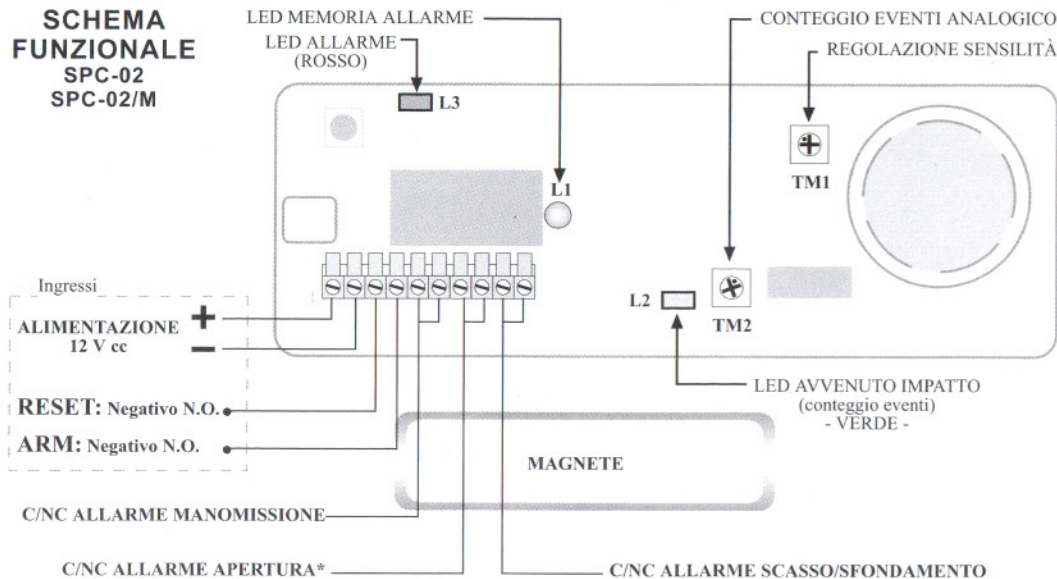 SCHEMA
FUNZIONALE
SPC-02
SPC-02/M
LED MEMORIA ALLARME
LED ALLARME
(ROSSO)
CONTEGGIO EVENTI ANALOGICO
REGOLAZIONE SENSILITÀ
L3
L1
TM1
L2
TM2
Ingressi
ALIMENTAZIONE
12 V cc
+
−
RESET: Negativo N.O.
ARM: Negativo N.O.
LED AVVENUTO IMPATTO
(conteggio eventi)
- VERDE -
MAGNETE
C/NC ALLARME MANOMISSIONE
C/NC ALLARME APERTURA*
C/NC ALLARME SCASSO/SFONDAMENTO